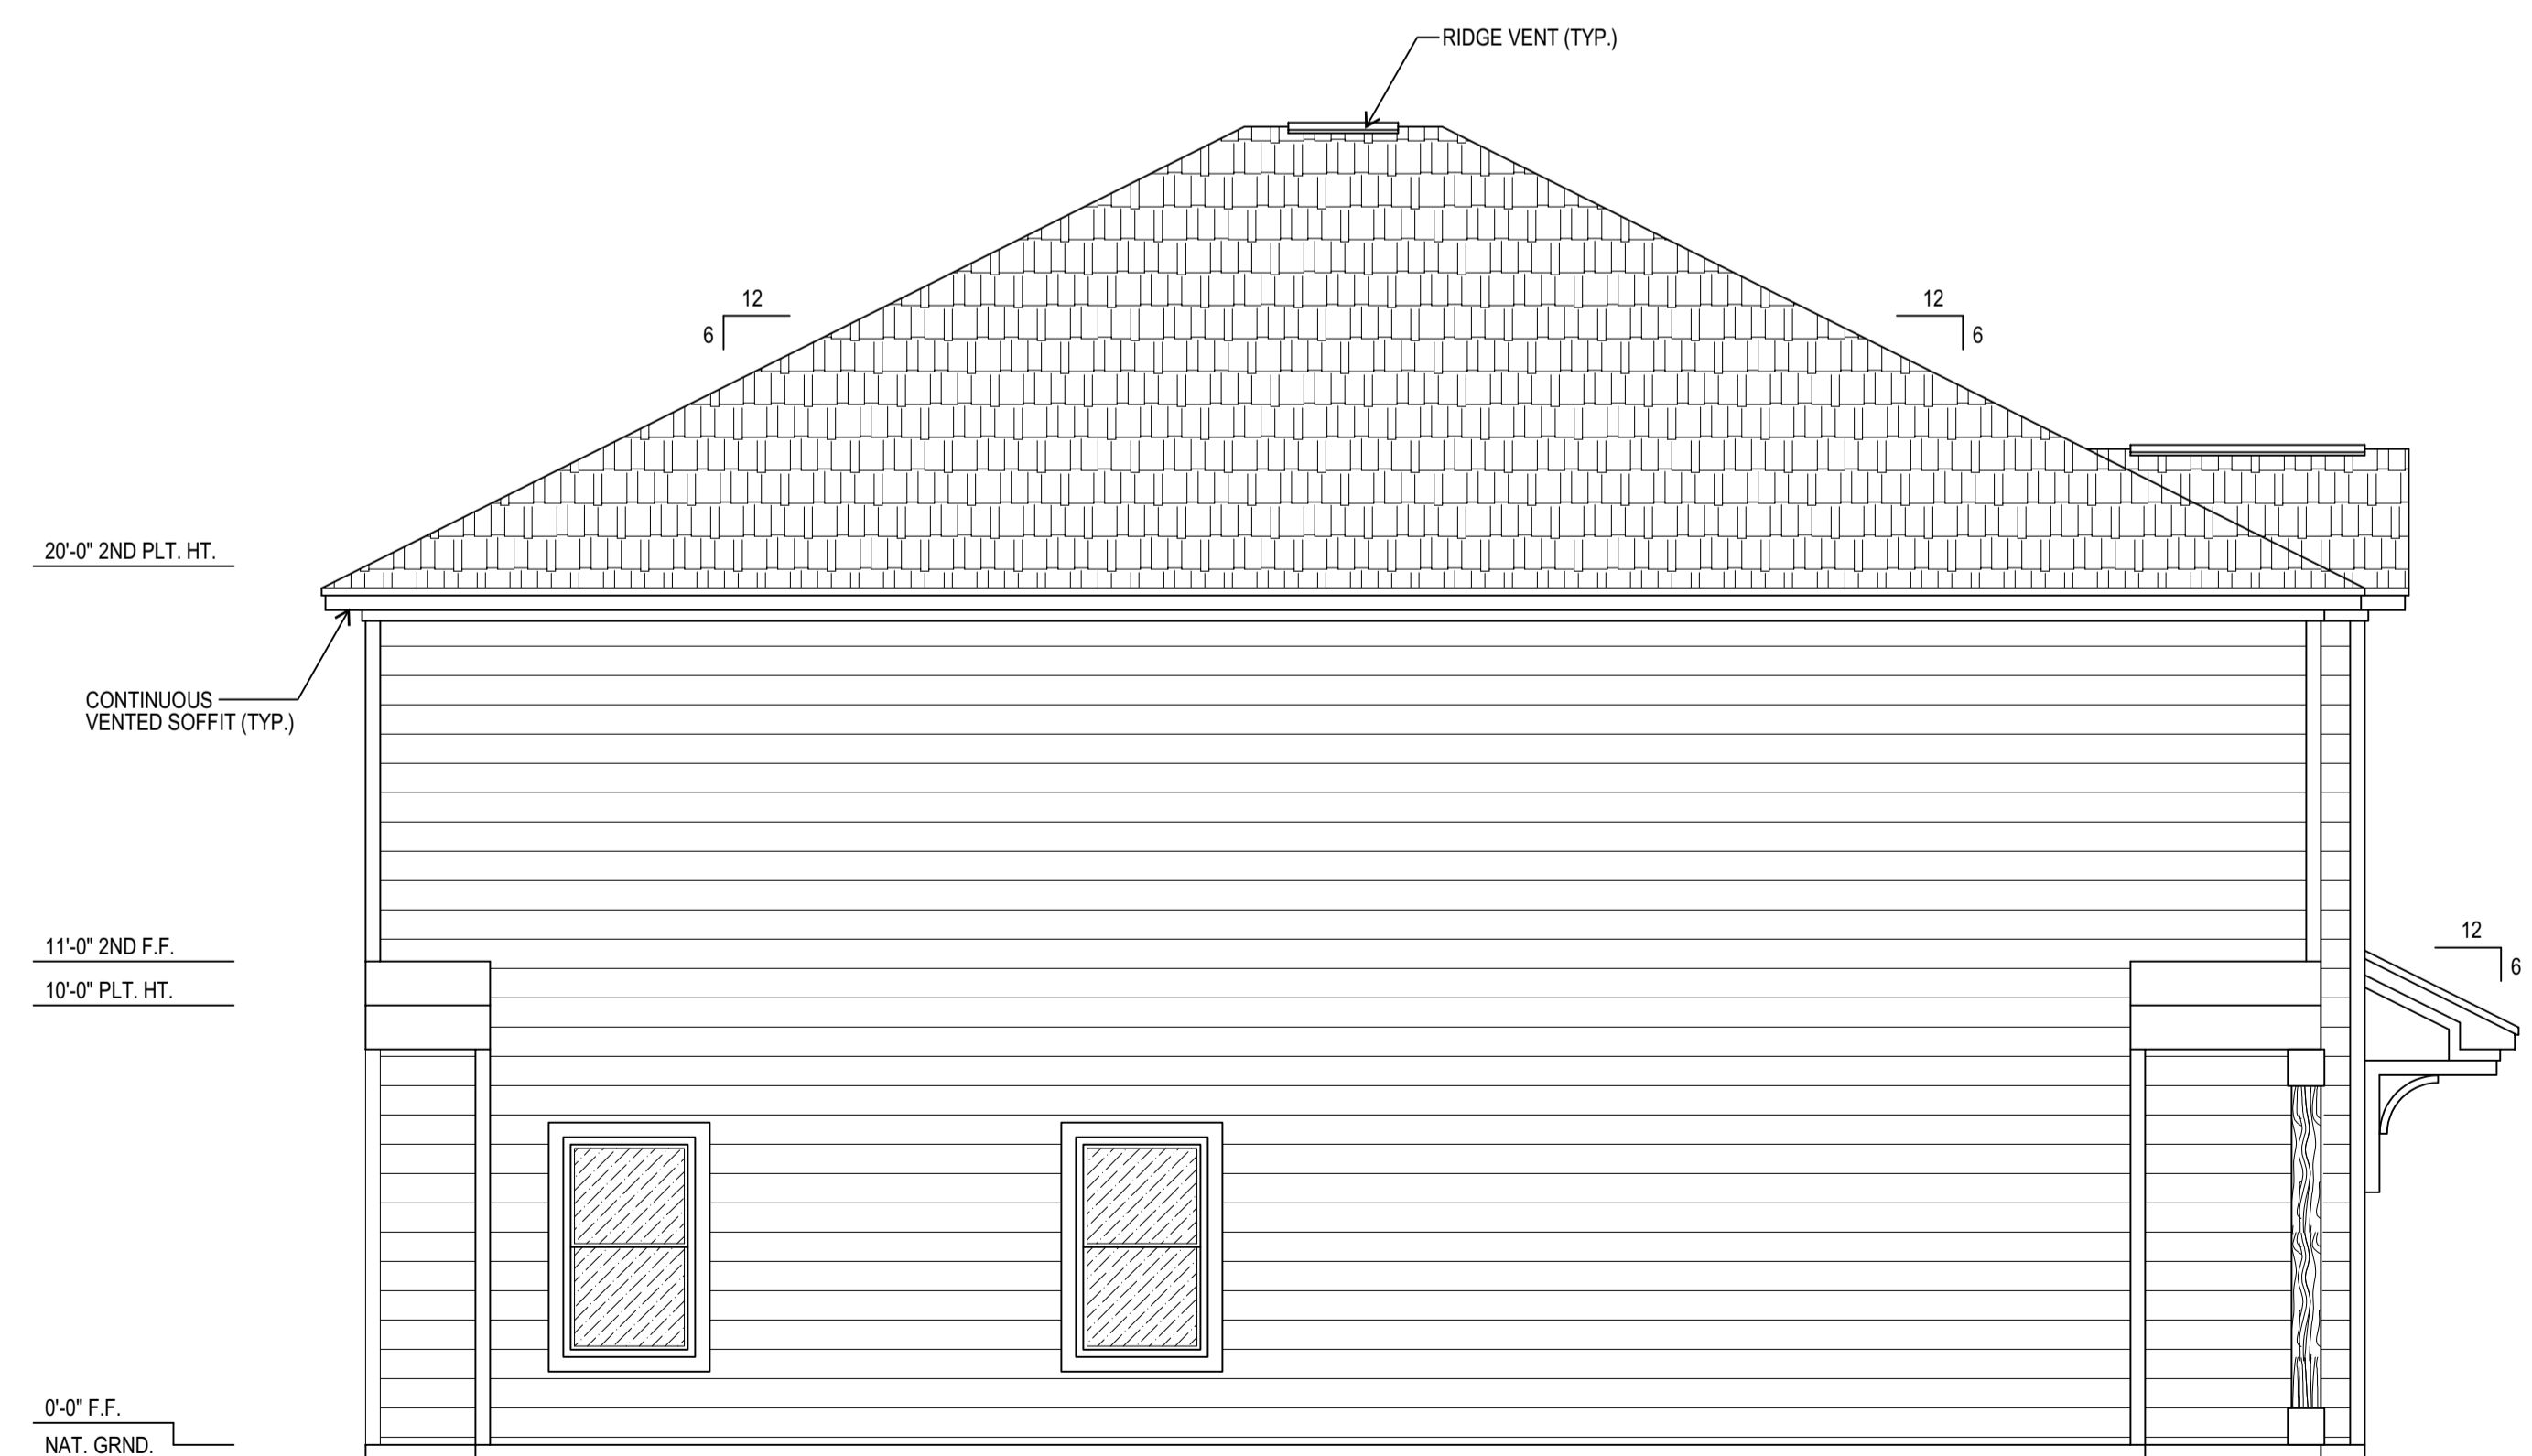 RIDGE VENT (TYP.)
12
6
12
6
20'-0" 2ND PLT. HT.
CONTINUOUS
VENTED SOFFIT (TYP.)
11'-0" 2ND F.F.
12
6
10'-0" PLT. HT.
0'-0" F.F.
NAT. GRND.